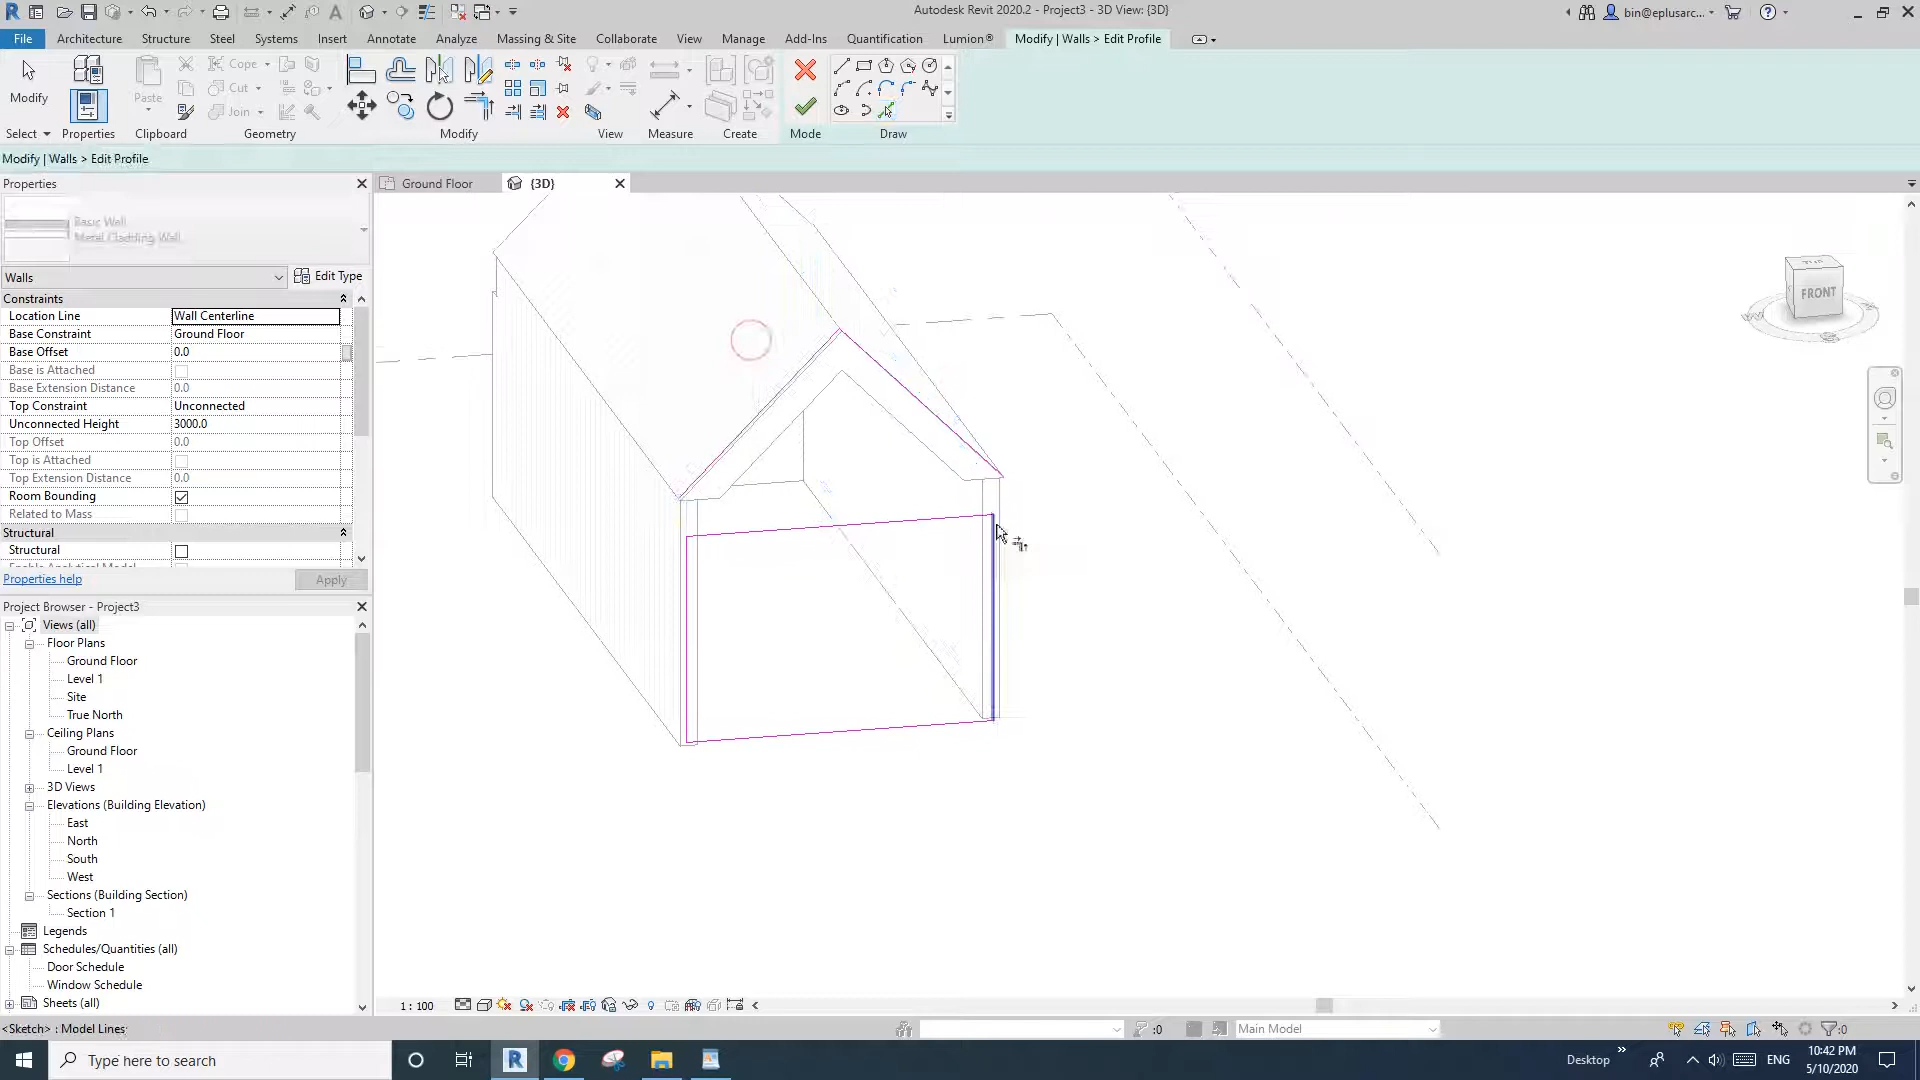 Autodesk Revit 2020.2 - Project3 - 3D View: {3D}
bin@eplusarc...
File Architecture Structure Steel Systems Insert Annotate Analyze Massing & Site Collaborate View Manage Add-Ins Quantification Lumion® Modify | Walls > Edit Profile
Modify
Paste
Cope
Cut
Join
Select Properties Clipboard Geometry Modify View Measure Create Mode Draw
Modify | Walls > Edit Profile
Properties
Ground Floor
{3D}
Basic Wall
Metal Cladding Wall
Walls
Edit Type
Constraints
Location Line Wall Centerline
Base Constraint Ground Floor
Base Offset 0.0
Base is Attached
Base Extension Distance 0.0
Top Constraint Unconnected
Unconnected Height 3000.0
Top Offset 0.0
Top is Attached
Top Extension Distance 0.0
Room Bounding
Related to Mass
Structural
Structural
Enable Analytical Model
Properties help Apply
Project Browser - Project3
Views (all)
Floor Plans
Ground Floor
Level 1
Site
True North
Ceiling Plans
Ground Floor
Level 1
3D Views
Elevations (Building Elevation)
East
North
South
West
Sections (Building Section)
Section 1
Legends
Schedules/Quantities (all)
Door Schedule
Window Schedule
Sheets (all)
TOP
FRONT
W
1 : 100
<Sketch> : Model Lines
:0
Main Model
:0
Type here to search
Desktop
ENG
10:42 PM
5/10/2020